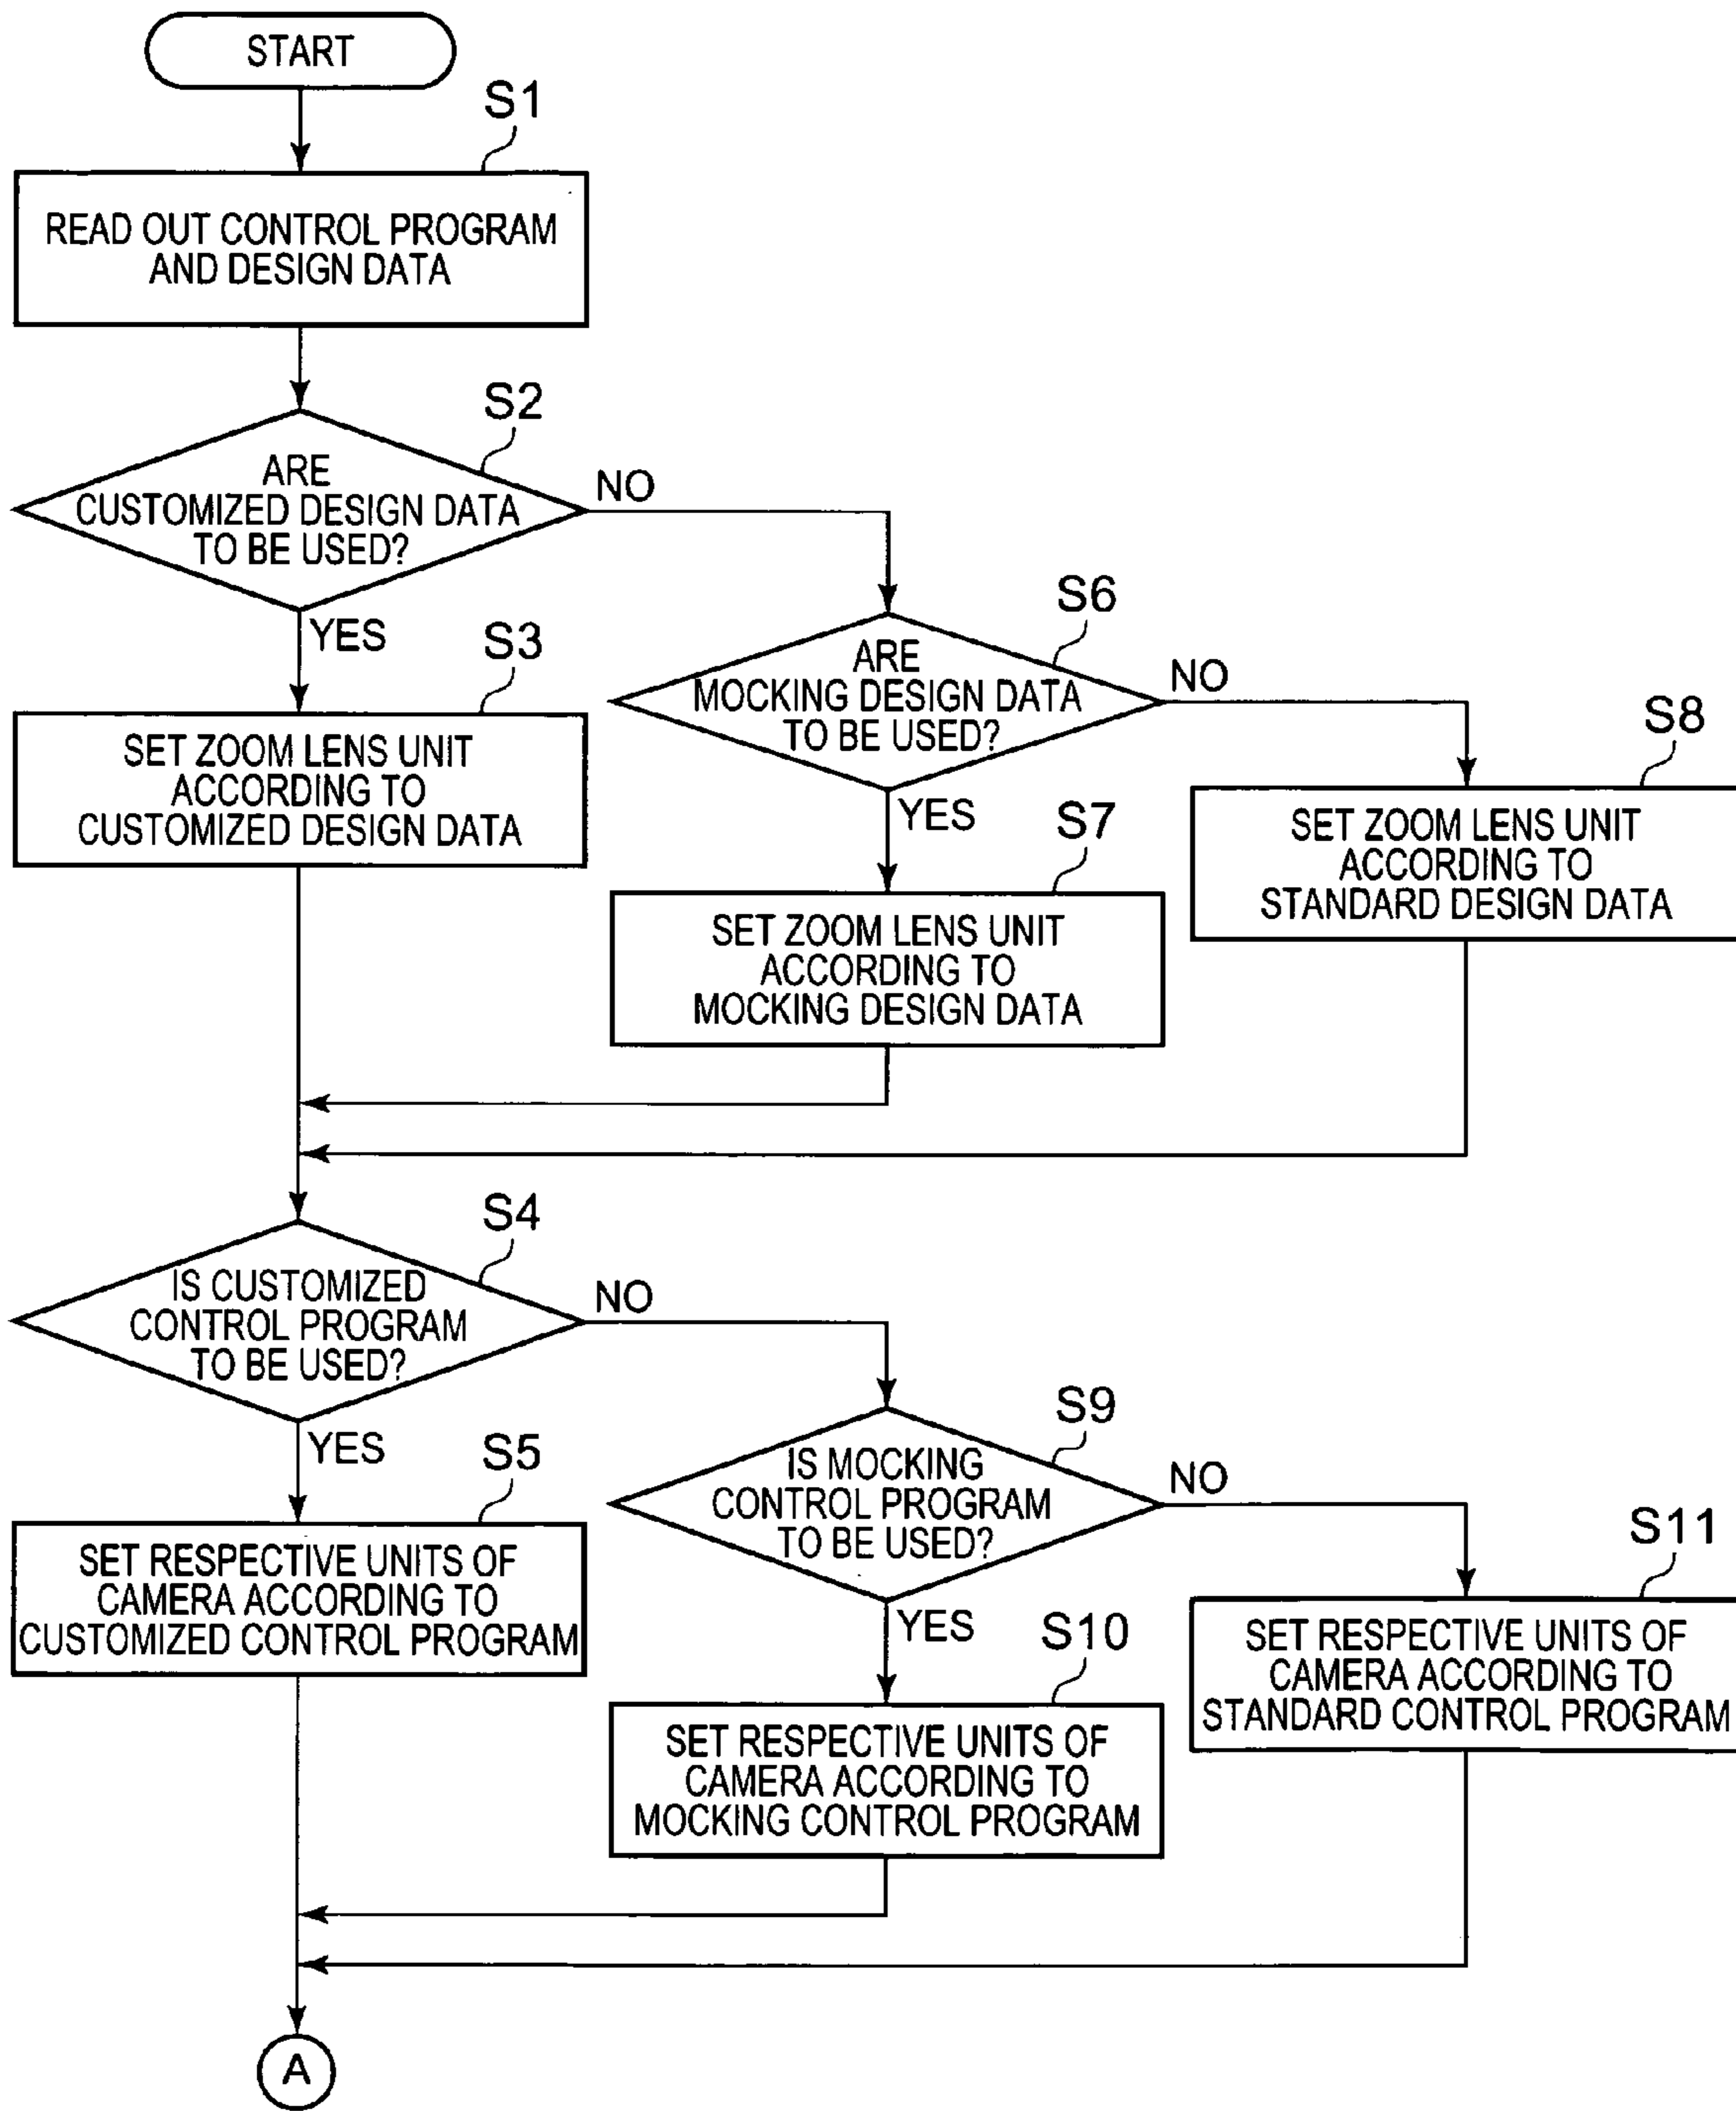 START
S1
READ OUT CONTROL PROGRAM
AND DESIGN DATA
S2
ARE
CUSTOMIZED DESIGN DATA
TO BE USED?
NO
YES
S3
SET ZOOM LENS UNIT
ACCORDING TO
CUSTOMIZED DESIGN DATA
S6
ARE
MOCKING DESIGN DATA
TO BE USED?
NO
YES
S7
SET ZOOM LENS UNIT
ACCORDING TO
MOCKING DESIGN DATA
S8
SET ZOOM LENS UNIT
ACCORDING TO
STANDARD DESIGN DATA
S4
IS CUSTOMIZED
CONTROL PROGRAM
TO BE USED?
NO
YES
S5
SET RESPECTIVE UNITS OF
CAMERA ACCORDING TO
CUSTOMIZED CONTROL PROGRAM
S9
IS MOCKING
CONTROL PROGRAM
TO BE USED?
NO
YES
S10
SET RESPECTIVE UNITS OF
CAMERA ACCORDING TO
MOCKING CONTROL PROGRAM
S11
SET RESPECTIVE UNITS OF
CAMERA ACCORDING TO
STANDARD CONTROL PROGRAM
A